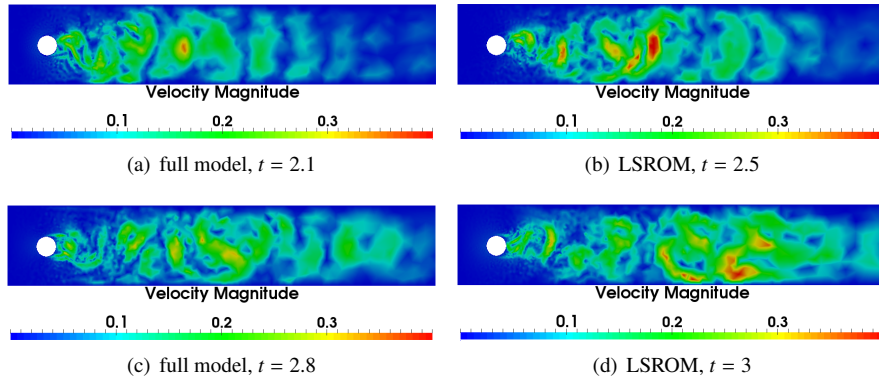 Velocity Magnitude
0.1 0.2 0.3
(a) full model, t = 2.1
Velocity Magnitude
0.1 0.2 0.3
(b) LSROM, t = 2.5
Velocity Magnitude
0.1 0.2 0.3
(c) full model, t = 2.8
Velocity Magnitude
0.1 0.2 0.3
(d) LSROM, t = 3